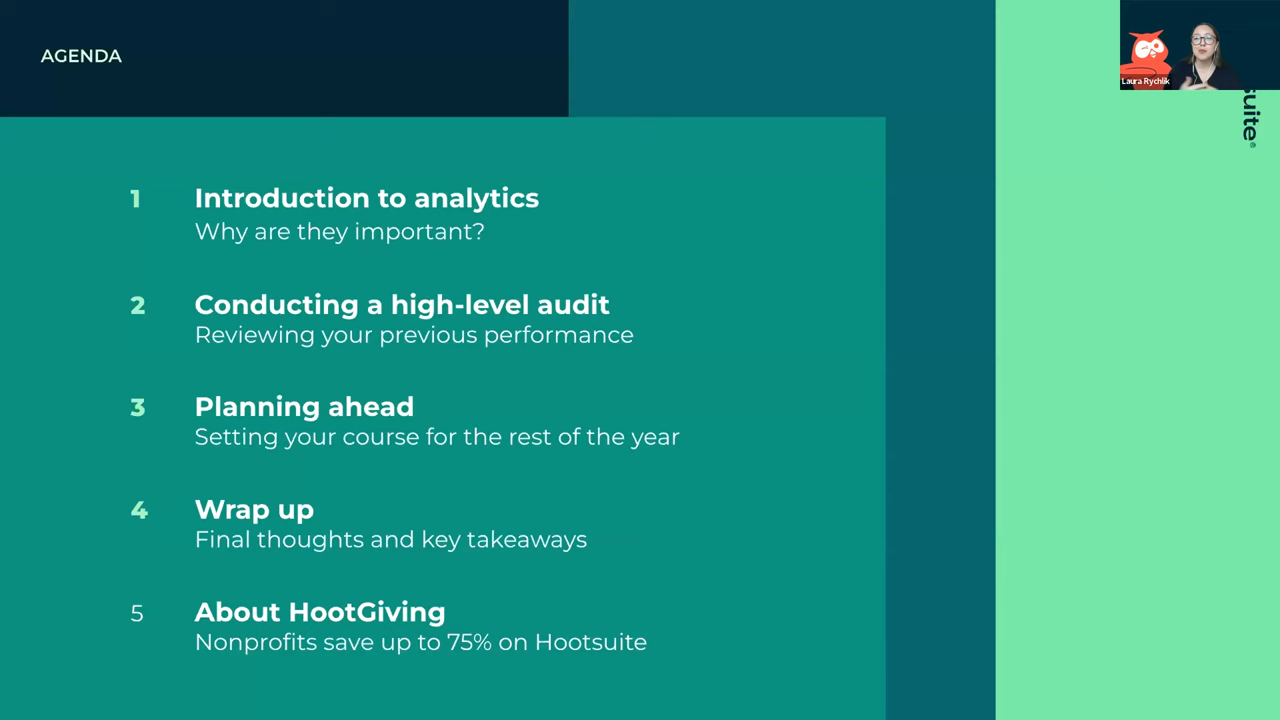 AGENDA
Laura Rychlik
suite®
1 Introduction to analytics
Why are they important?
2 Conducting a high-level audit
Reviewing your previous performance
3 Planning ahead
Setting your course for the rest of the year
4 Wrap up
Final thoughts and key takeaways
5 About HootGiving
Nonprofits save up to 75% on Hootsuite